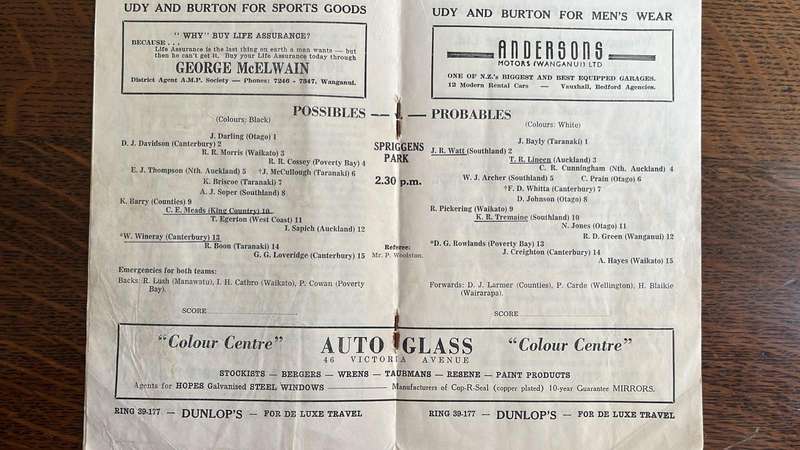 UDY AND BURTON FOR SPORTS GOODS
" WHY " BUY LIFE ASSURANCE?
BECAUSE . . .
Life Assurance is the last thing on earth a man wants — but
then he can't get it. Buy your Life Assurance today through
GEORGE McELWAIN
District Agent A.M.P. Society — Phones: 7246 - 7347, Wanganui.
POSSIBLES
(Colours: Black)
J. Darling (Otago) 1
D. J. Davidson (Canterbury) 2
R. R. Morris (Waikato) 3
R. R. Cossey (Poverty Bay) 4
E. J. Thompson (Nth. Auckland) 5
†J. McCullough (Taranaki) 6
K. Briscoe (Taranaki) 7
A. J. Soper (Southland) 8
K. Barry (Counties) 9
C. E. Meads (King Country) 10
T. Egerton (West Coast) 11
I. Sapich (Auckland) 12
*W. Wineray (Canterbury) 13
R. Boon (Taranaki) 14
G. G. Loveridge (Canterbury) 15
Emergencies for both teams:
Backs: R. Lush (Manawatu), I. H. Cathro (Waikato), P. Cowan (Poverty
Bay).
SCORE
— v. —
SPRIGGENS
PARK
2.30 p.m.
Referee:
Mr. P. Woolston.
UDY AND BURTON FOR MEN'S WEAR
ANDERSONS
MOTORS (WANGANUI) LTD
ONE OF N.Z.'s BIGGEST AND BEST EQUIPPED GARAGES.
12 Modern Rental Cars — Vauxhall, Bedford Agencies.
PROBABLES
(Colours: White)
J. Bayly (Taranaki) 1
J. R. Watt (Southland) 2
T. R. Lineen (Auckland) 3
C. R. Cunningham (Nth. Auckland) 4
W. J. Archer (Southland) 5
C. Prain (Otago) 6
†F. D. Whitta (Canterbury) 7
D. Johnson (Otago) 8
R. Pickering (Waikato) 9
K. R. Tremaine (Southland) 10
N. Jones (Otago) 11
R. D. Green (Wanganui) 12
*D. G. Rowlands (Poverty Bay) 13
J. Creighton (Canterbury) 14
A. Hayes (Waikato) 15
Forwards: D. J. Larmer (Counties), P. Carde (Wellington), H. Blaikie
(Wairarapa).
SCORE
"Colour Centre" AUTO GLASS "Colour Centre"
46 VICTORIA AVENUE
STOCKISTS — BERGERS — WRENS — TAUBMANS — RESENE — PAINT PRODUCTS
Agents for HOPES Galvanised STEEL WINDOWS — Manufacturers of Cop-R.Seal (copper plated) 10-year Guarantee MIRRORS.
RING 39-177 — DUNLOP'S — FOR DE LUXE TRAVEL
RING 39-177 — DUNLOP'S — FOR DE LUXE TRAVEL